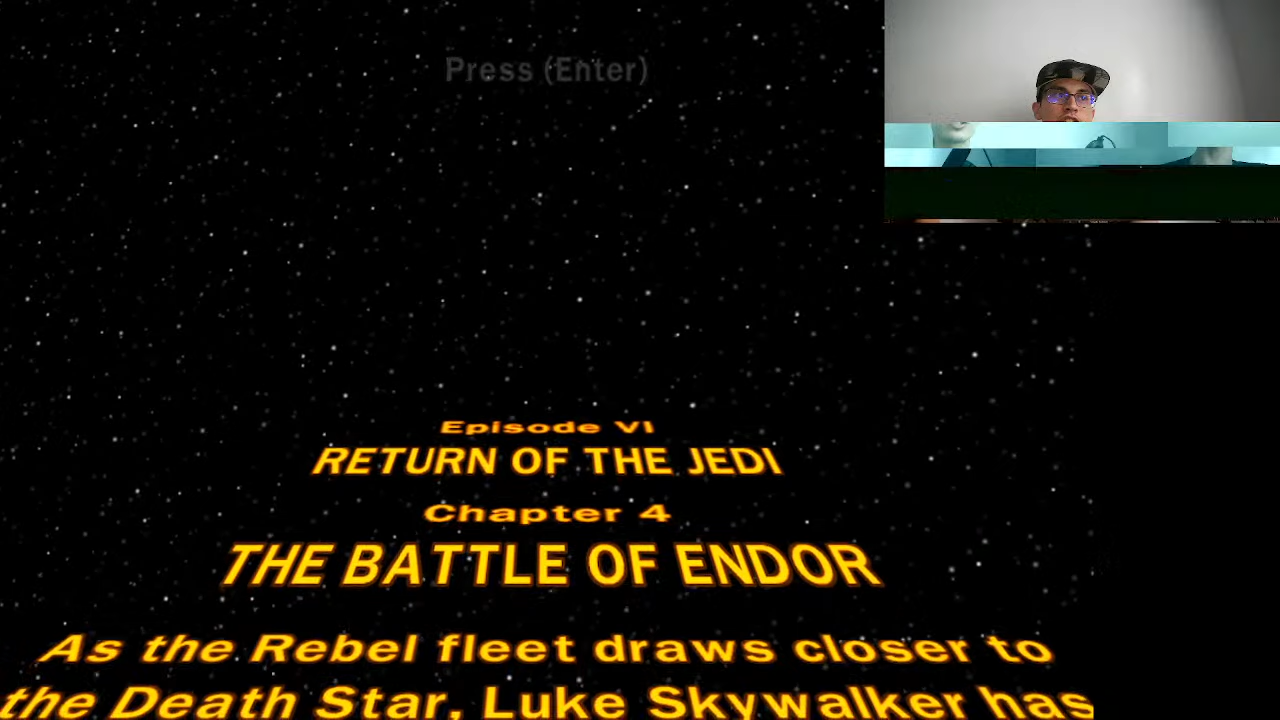 Press (Enter)
Episode VI
RETURN OF THE JEDI
Chapter 4
THE BATTLE OF ENDOR
As the Rebel fleet draws closer to
the Death Star, Luke Skywalker has